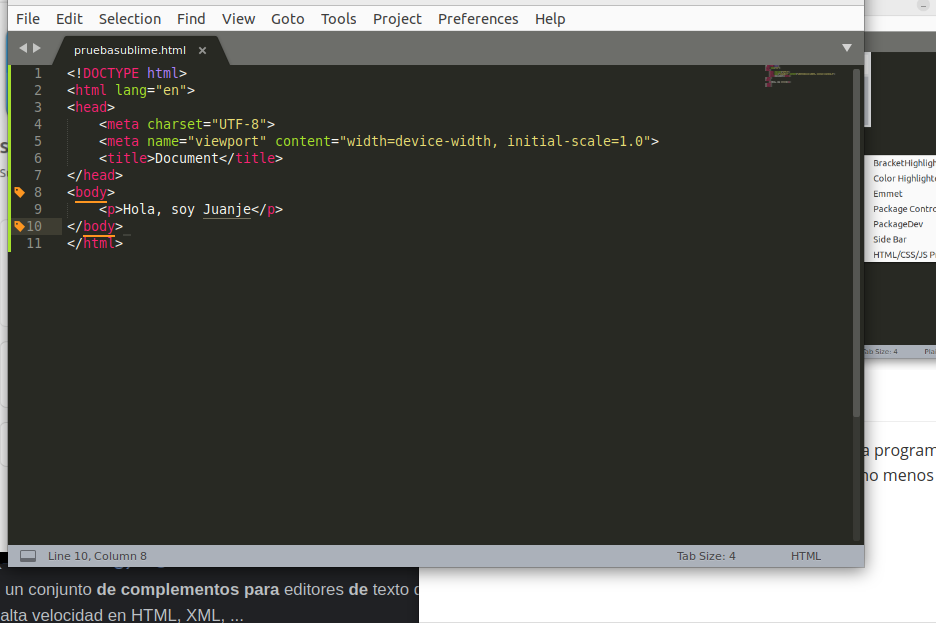 File Edit Selection Find View Goto Tools Project Preferences Help
pruebasublime.html ×
1 <!DOCTYPE html>
2 <html lang="en">
3 <head>
4 <meta charset="UTF-8">
5 <meta name="viewport" content="width=device-width, initial-scale=1.0">
6 <title>Document</title>
7 </head>
8 <body>
9 <p>Hola, soy Juanje</p>
10 </body>
11 </html>
Line 10, Column 8 Tab Size: 4 HTML
BracketHighligh
Color Highlighte
Emmet
Package Contro
PackageDev
Side Bar
HTML/CSS/JS P
Tab Size: 4 Plai
a program
no menos
un conjunto de complementos para editores de texto
alta velocidad en HTML, XML, ...